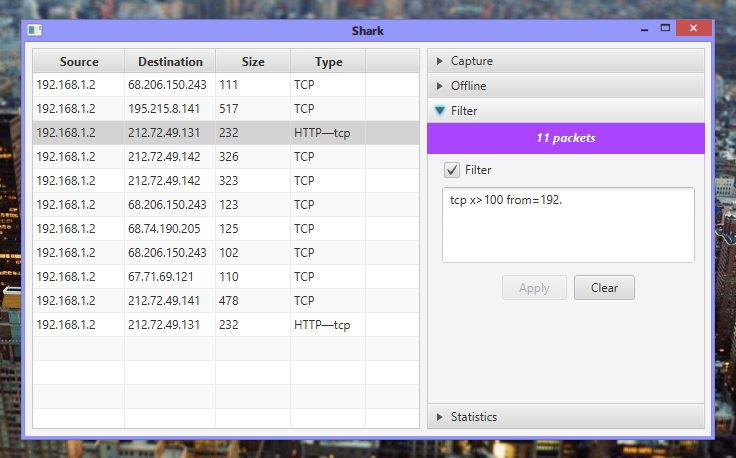 Shark
Source Destination Size Type
192.168.1.2 68.206.150.243 111 TCP
192.168.1.2 195.215.8.141 517 TCP
192.168.1.2 212.72.49.131 232 HTTP—tcp
192.168.1.2 212.72.49.142 326 TCP
192.168.1.2 212.72.49.142 323 TCP
192.168.1.2 68.206.150.243 123 TCP
192.168.1.2 68.74.190.205 125 TCP
192.168.1.2 68.206.150.243 102 TCP
192.168.1.2 67.71.69.121 110 TCP
192.168.1.2 212.72.49.141 478 TCP
192.168.1.2 212.72.49.131 232 HTTP—tcp
Capture
Offline
Filter
11 packets
Filter
tcp x>100 from=192.
Apply Clear
Statistics